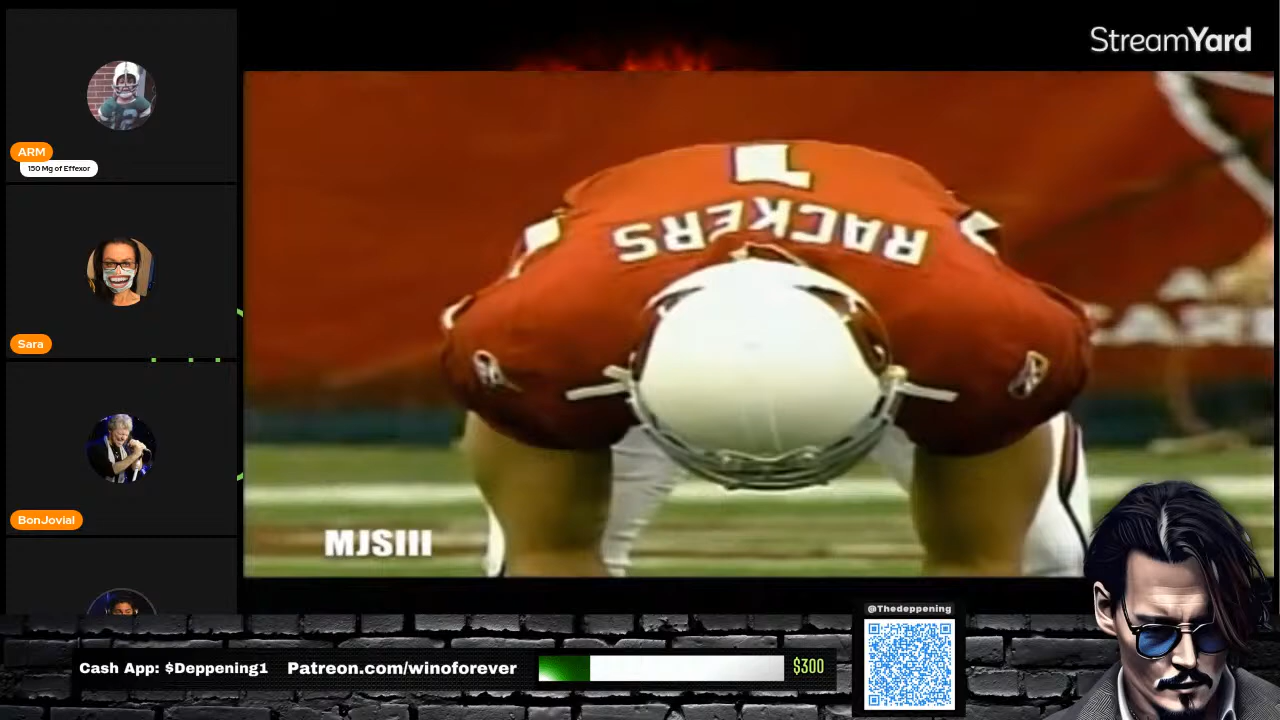 StreamYard
ARM
150 Mg of Effexor
1
RACKERS
Sara
BonJovial
MJSIII
@Thedeppening
Cash App: $Deppening1
Patreon.com/winoforever
$300